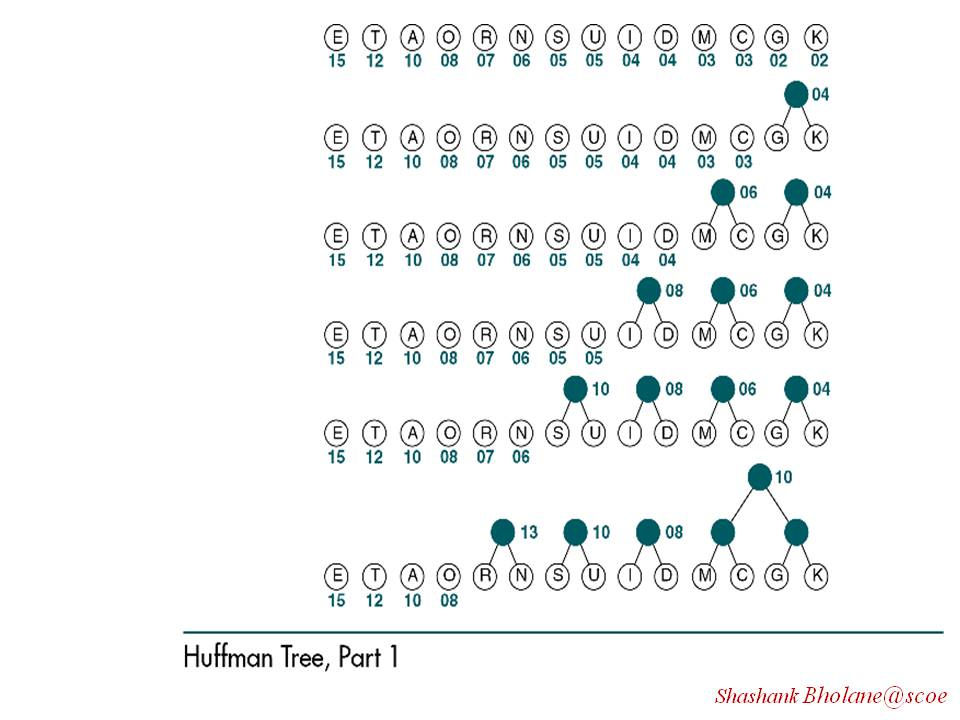 E T A O R N S U I D M C G K
15 12 10 08 07 06 05 05 04 04 03 03 02 02
04
E T A O R N S U I D M C G K
15 12 10 08 07 06 05 05 04 04 03 03
06 04
E T A O R N S U I D M C G K
15 12 10 08 07 06 05 05 04 04
08 06 04
E T A O R N S U I D M C G K
15 12 10 08 07 06 05 05
10 08 06 04
E T A O R N S U I D M C G K
15 12 10 08 07 06
10
13 10 08
E T A O R N S U I D M C G K
15 12 10 08
Huffman Tree, Part 1
Shashank Bholane@scoe